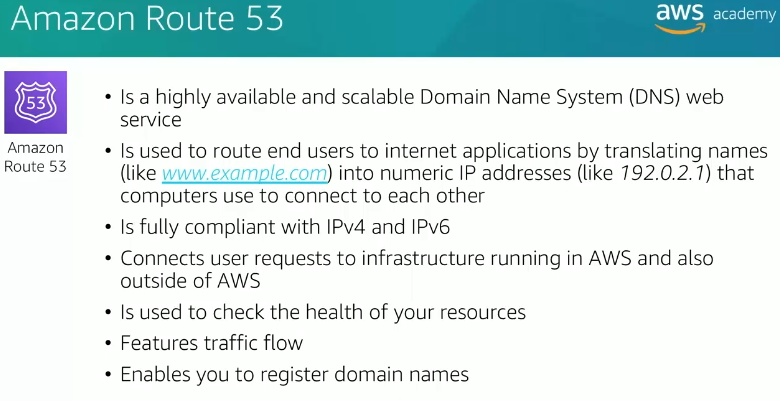 Amazon Route 53
aws academy
53
Amazon
Route 53
• Is a highly available and scalable Domain Name System (DNS) web
service
• Is used to route end users to internet applications by translating names
(like www.example.com) into numeric IP addresses (like 192.0.2.1) that
computers use to connect to each other
• Is fully compliant with IPv4 and IPv6
• Connects user requests to infrastructure running in AWS and also
outside of AWS
• Is used to check the health of your resources
• Features traffic flow
• Enables you to register domain names